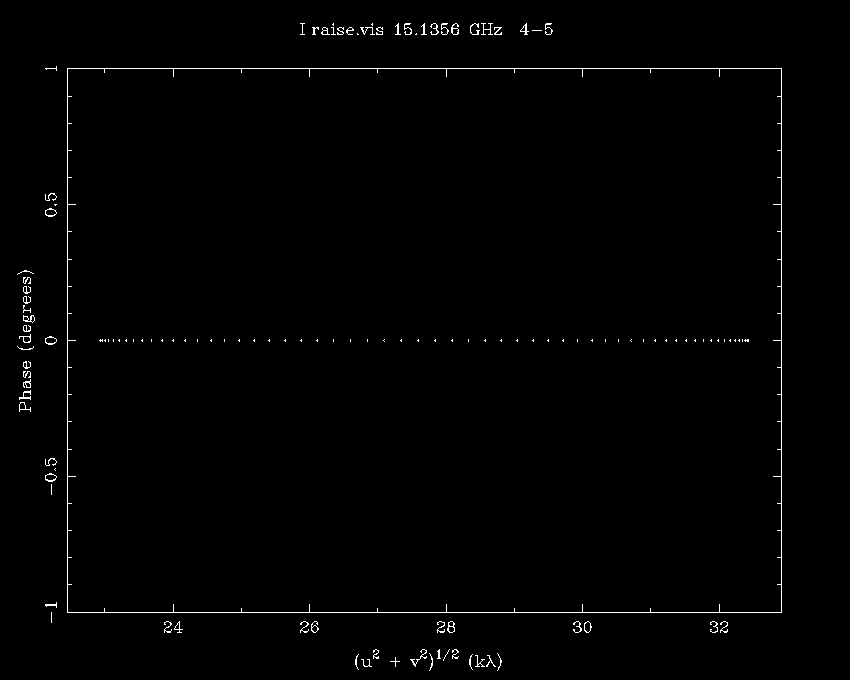 I raise.vis 15.1356 GHz 4−5
1
0.5
0
−0.5
−1
Phase (degrees)
24 26 28 30 32
(u² + v²)¹/² (kλ)